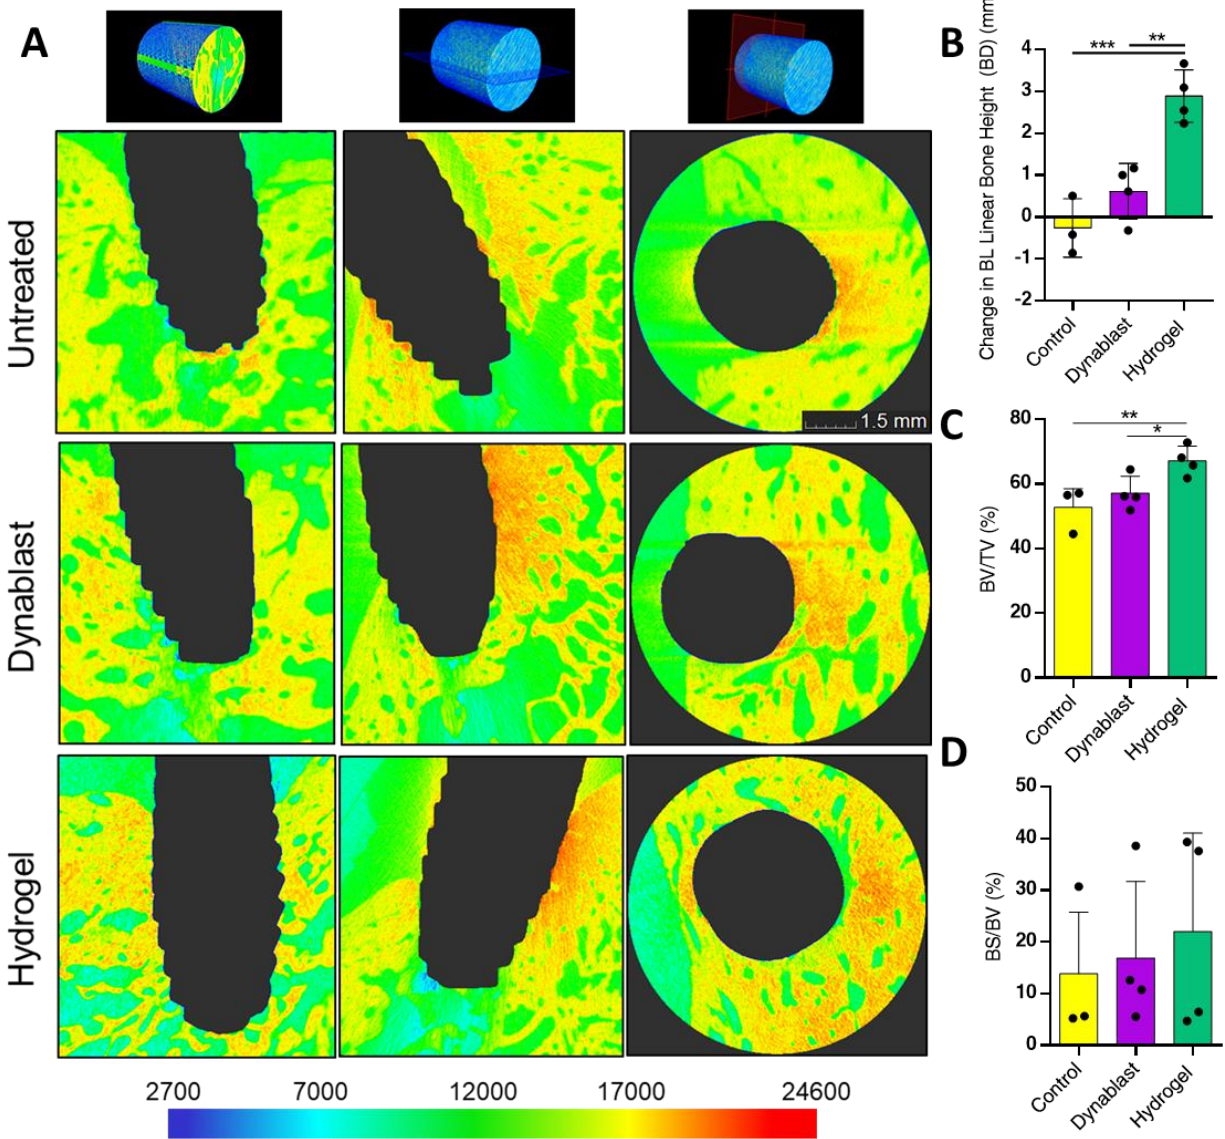 A
Untreated
Dynablast
Hydrogel
1.5 mm
2700 7000 12000 17000 24600
B
Change in BL Linear Bone Height (BD) (mm
4
3
2
1
0
-1
-2
***
**
Control
Dynablast
Hydrogel
C
BV/TV (%)
80
60
40
20
0
**
*
Control
Dynablast
Hydrogel
D
BS/BV (%)
50
40
30
20
10
0
Control
Dynablast
Hydrogel